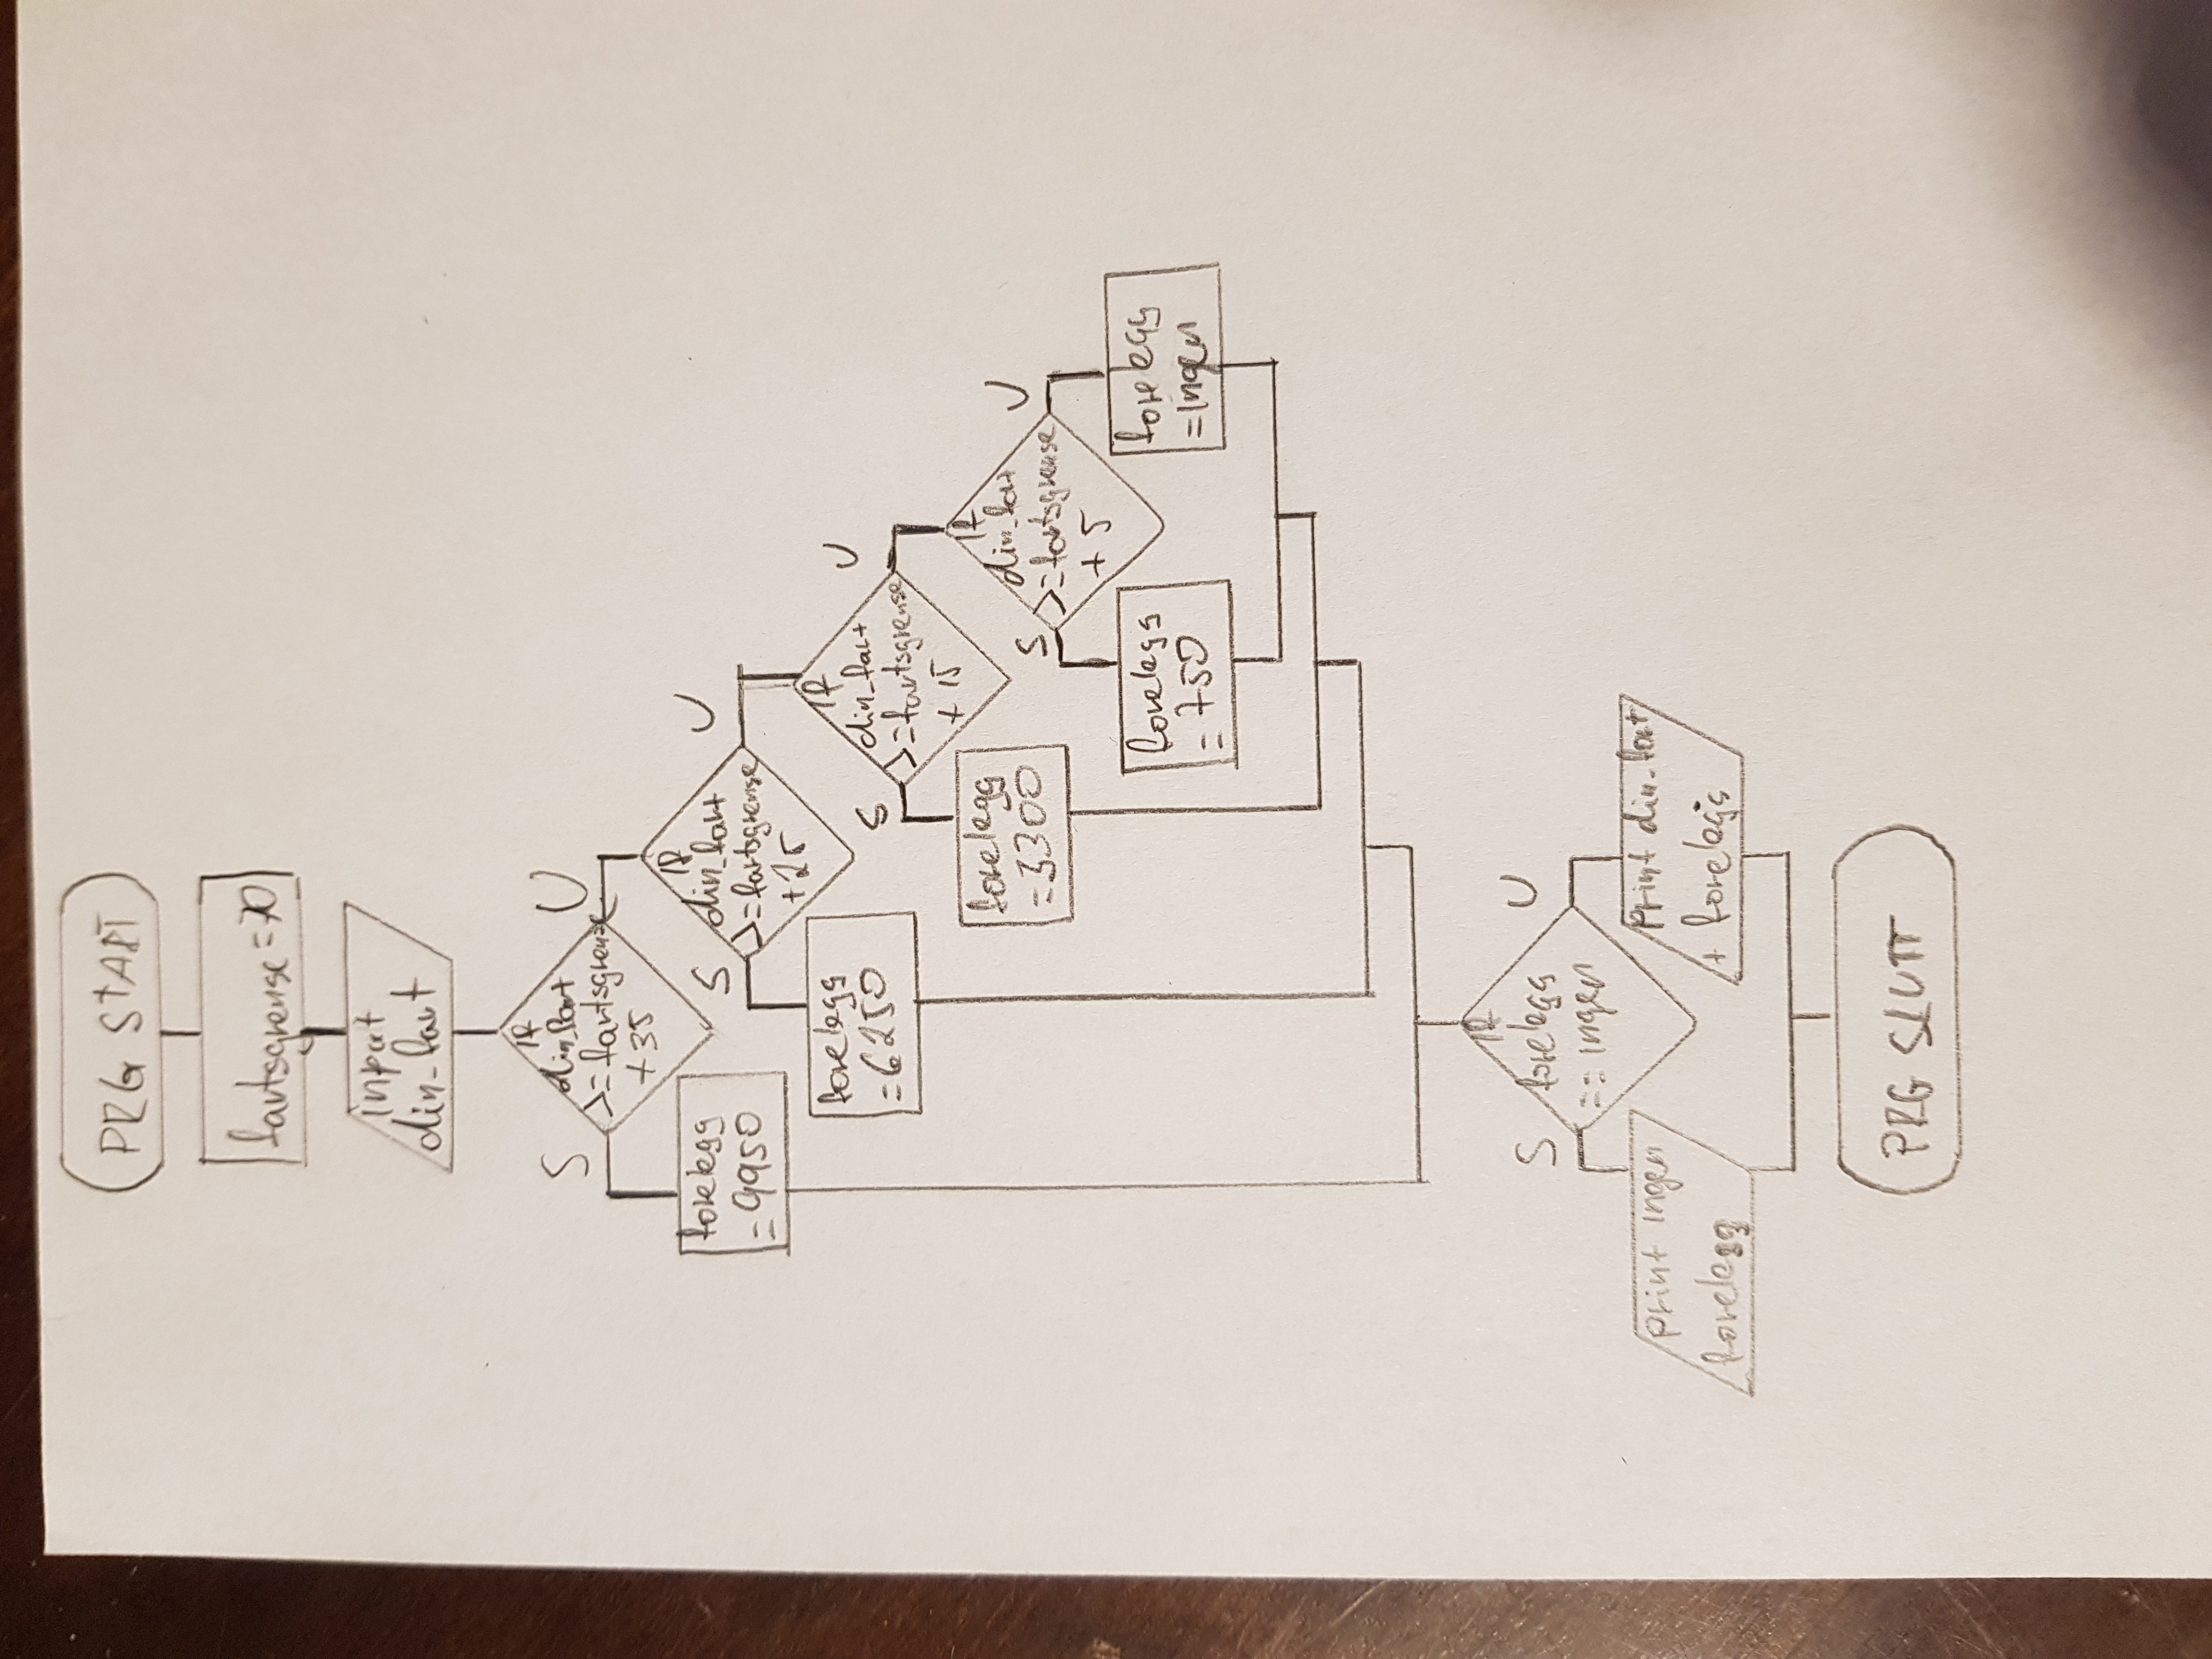 PRG START
fartsgrense = 70
input
din_fart
If
din_fart
>= fartsgrense
+ 35
S
U
forelegg
= 9950
If
din_fart
>= fartsgrense
+ 25
S
U
forelegg
= 6250
If
din_fart
>= fartsgrense
+ 15
S
U
forelegg
= 3300
If
din_fart
>= fartsgrense
+ 5
S
U
forelegg
= 750
forelegg
= ingen
If
forelegg
== ingen
S
U
print ingen
forelegg
print din_fart
+ forelegg
PRG SLUTT